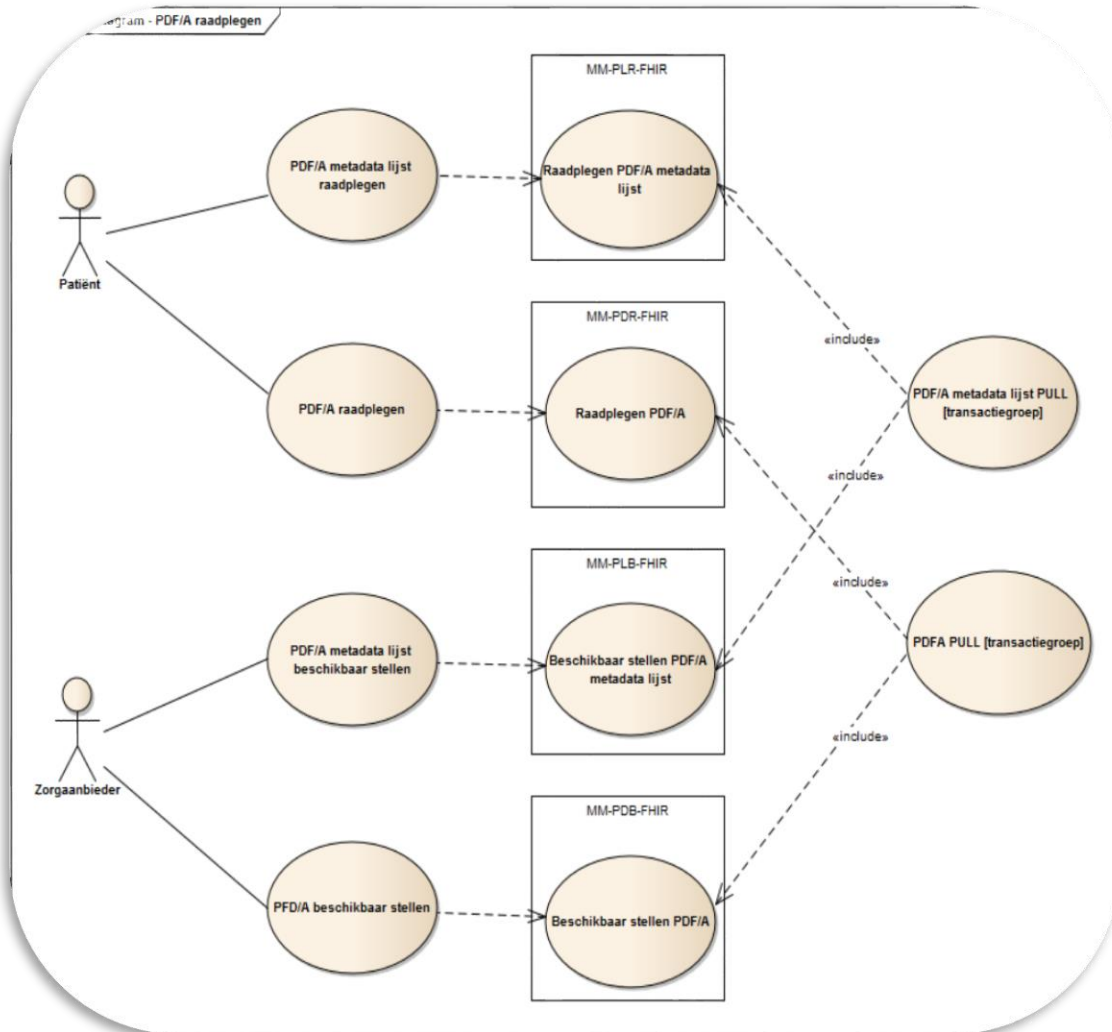 - PDF/A raadplegen
MM-PLR-FHIR
PDF/A metadata lijst
raadplegen
Raadplegen PDF/A metadata
lijst
Patiënt
MM-PDR-FHIR
«include»
PDF/A raadplegen
Raadplegen PDF/A
PDF/A metadata lijst PULL
[transactiegroep]
«include»
MM-PLB-FHIR
«include»
PDF/A metadata lijst
beschikbaar stellen
Beschikbaar stellen PDF/A
metadata lijst
PDFA PULL [transactiegroep]
«include»
Zorgaanbieder
MM-PDB-FHIR
PFD/A beschikbaar stellen
Beschikbaar stellen PDF/A